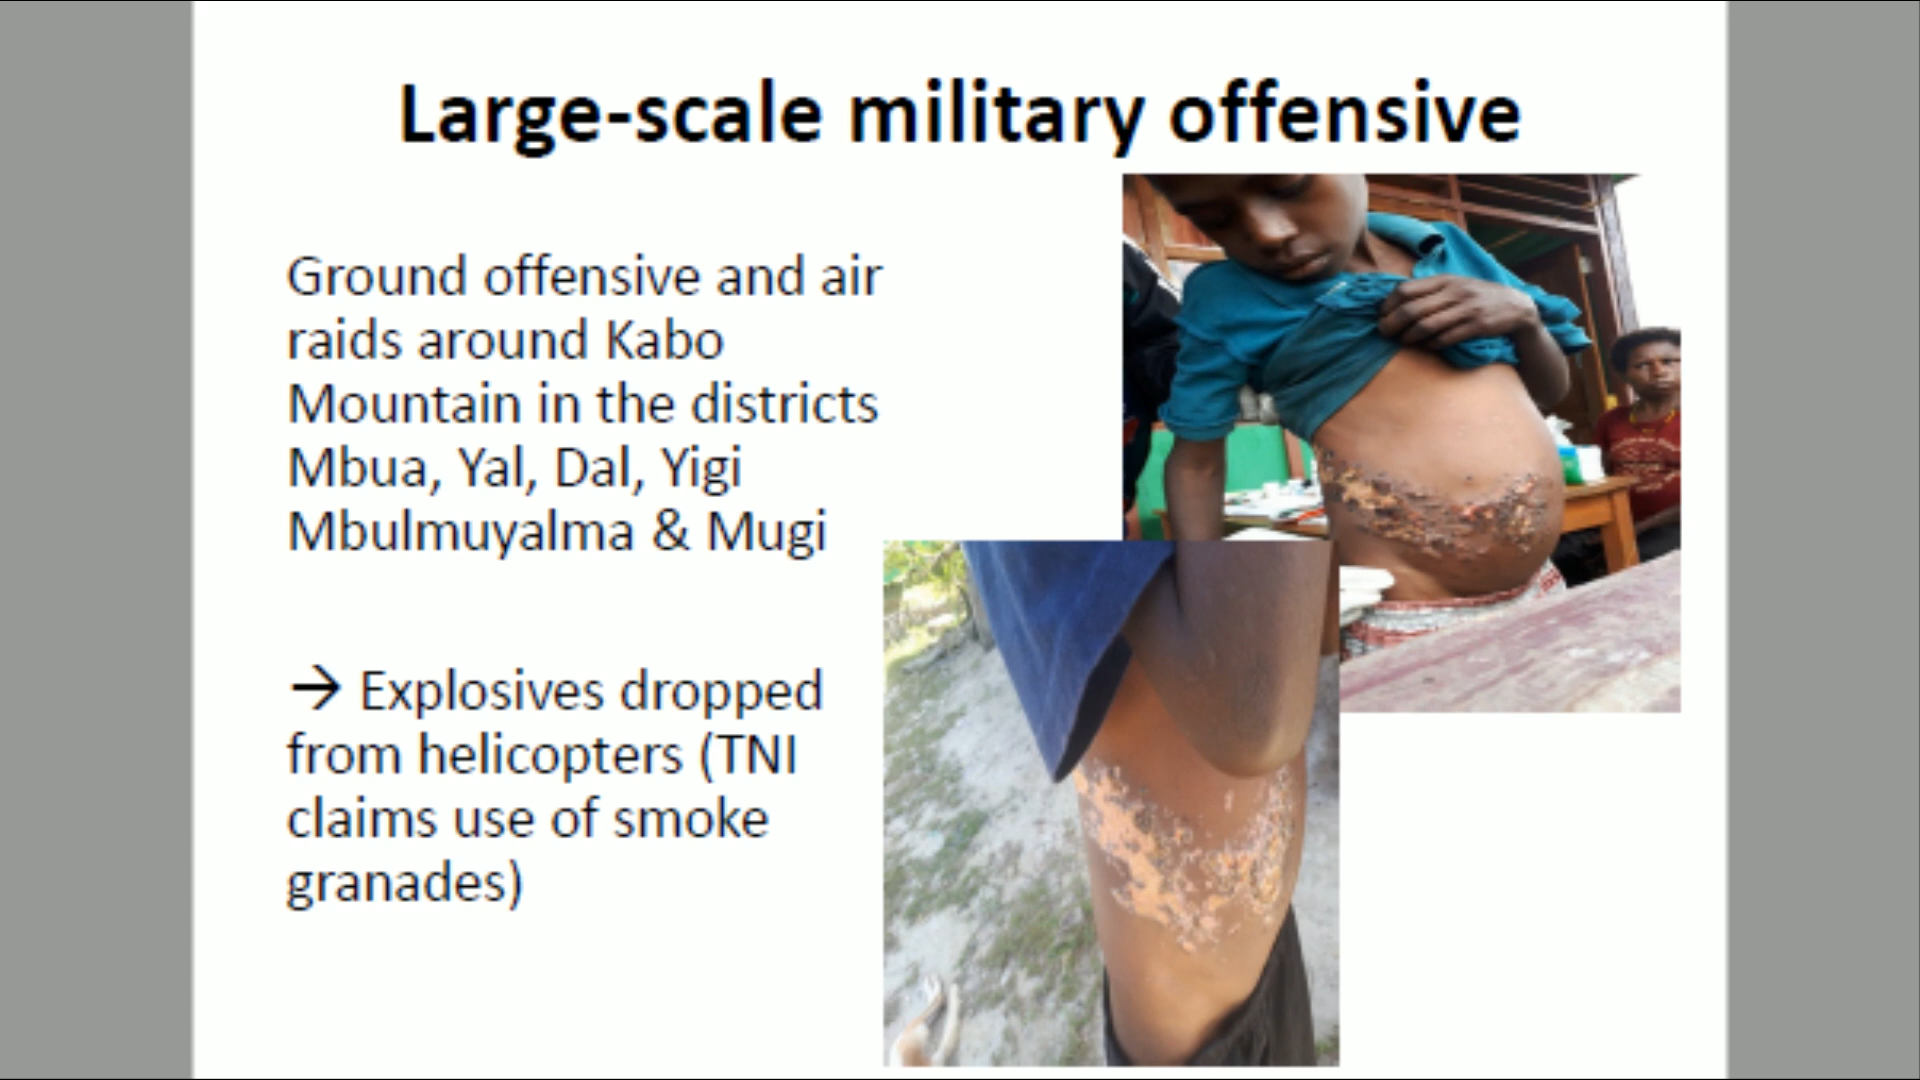 Large-scale military offensive
Ground offensive and air
raids around Kabo
Mountain in the districts
Mbua, Yal, Dal, Yigi
Mbulmuyalma & Mugi
→ Explosives dropped
from helicopters (TNI
claims use of smoke
granades)